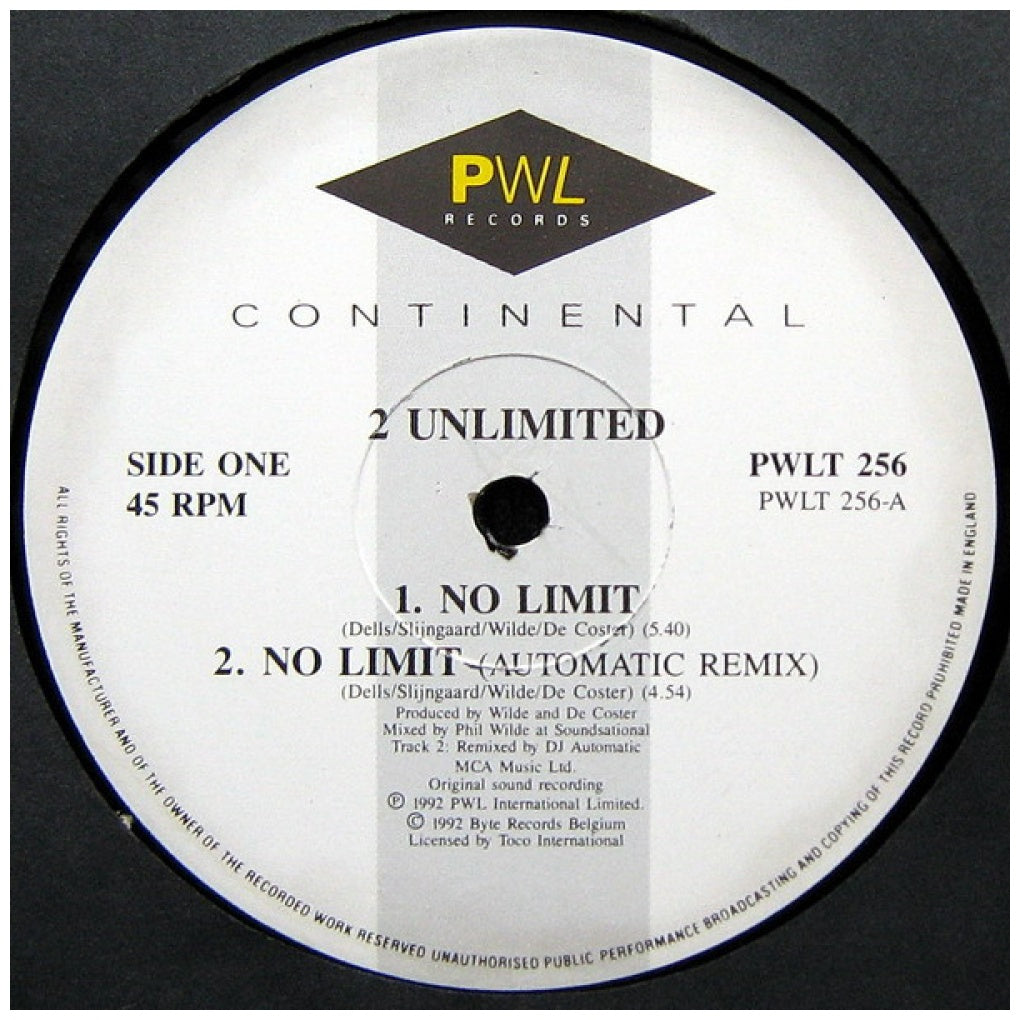 PWL
RECORDS
CONTINENTAL
2 UNLIMITED
SIDE ONE
45 RPM
PWLT 256
PWLT 256-A
1. NO LIMIT
(Dells/Slijngaard/Wilde/De Coster) (5.40)
2. NO LIMIT (AUTOMATIC REMIX)
(Dells/Slijngaard/Wilde/De Coster) (4.54)
Produced by Wilde and De Coster
Mixed by Phil Wilde at Soundsational
Track 2: Remixed by DJ Automatic
MCA Music Ltd.
Original sound recording
℗ 1992 PWL International Limited.
© 1992 Byte Records Belgium
Licensed by Toco International
ALL RIGHTS OF THE MANUFACTURER AND OF THE OWNER OF THE RECORDED WORK RESERVED UNAUTHORISED PUBLIC PERFORMANCE BROADCASTING AND COPYING OF THIS RECORD PROHIBITED MADE IN ENGLAND